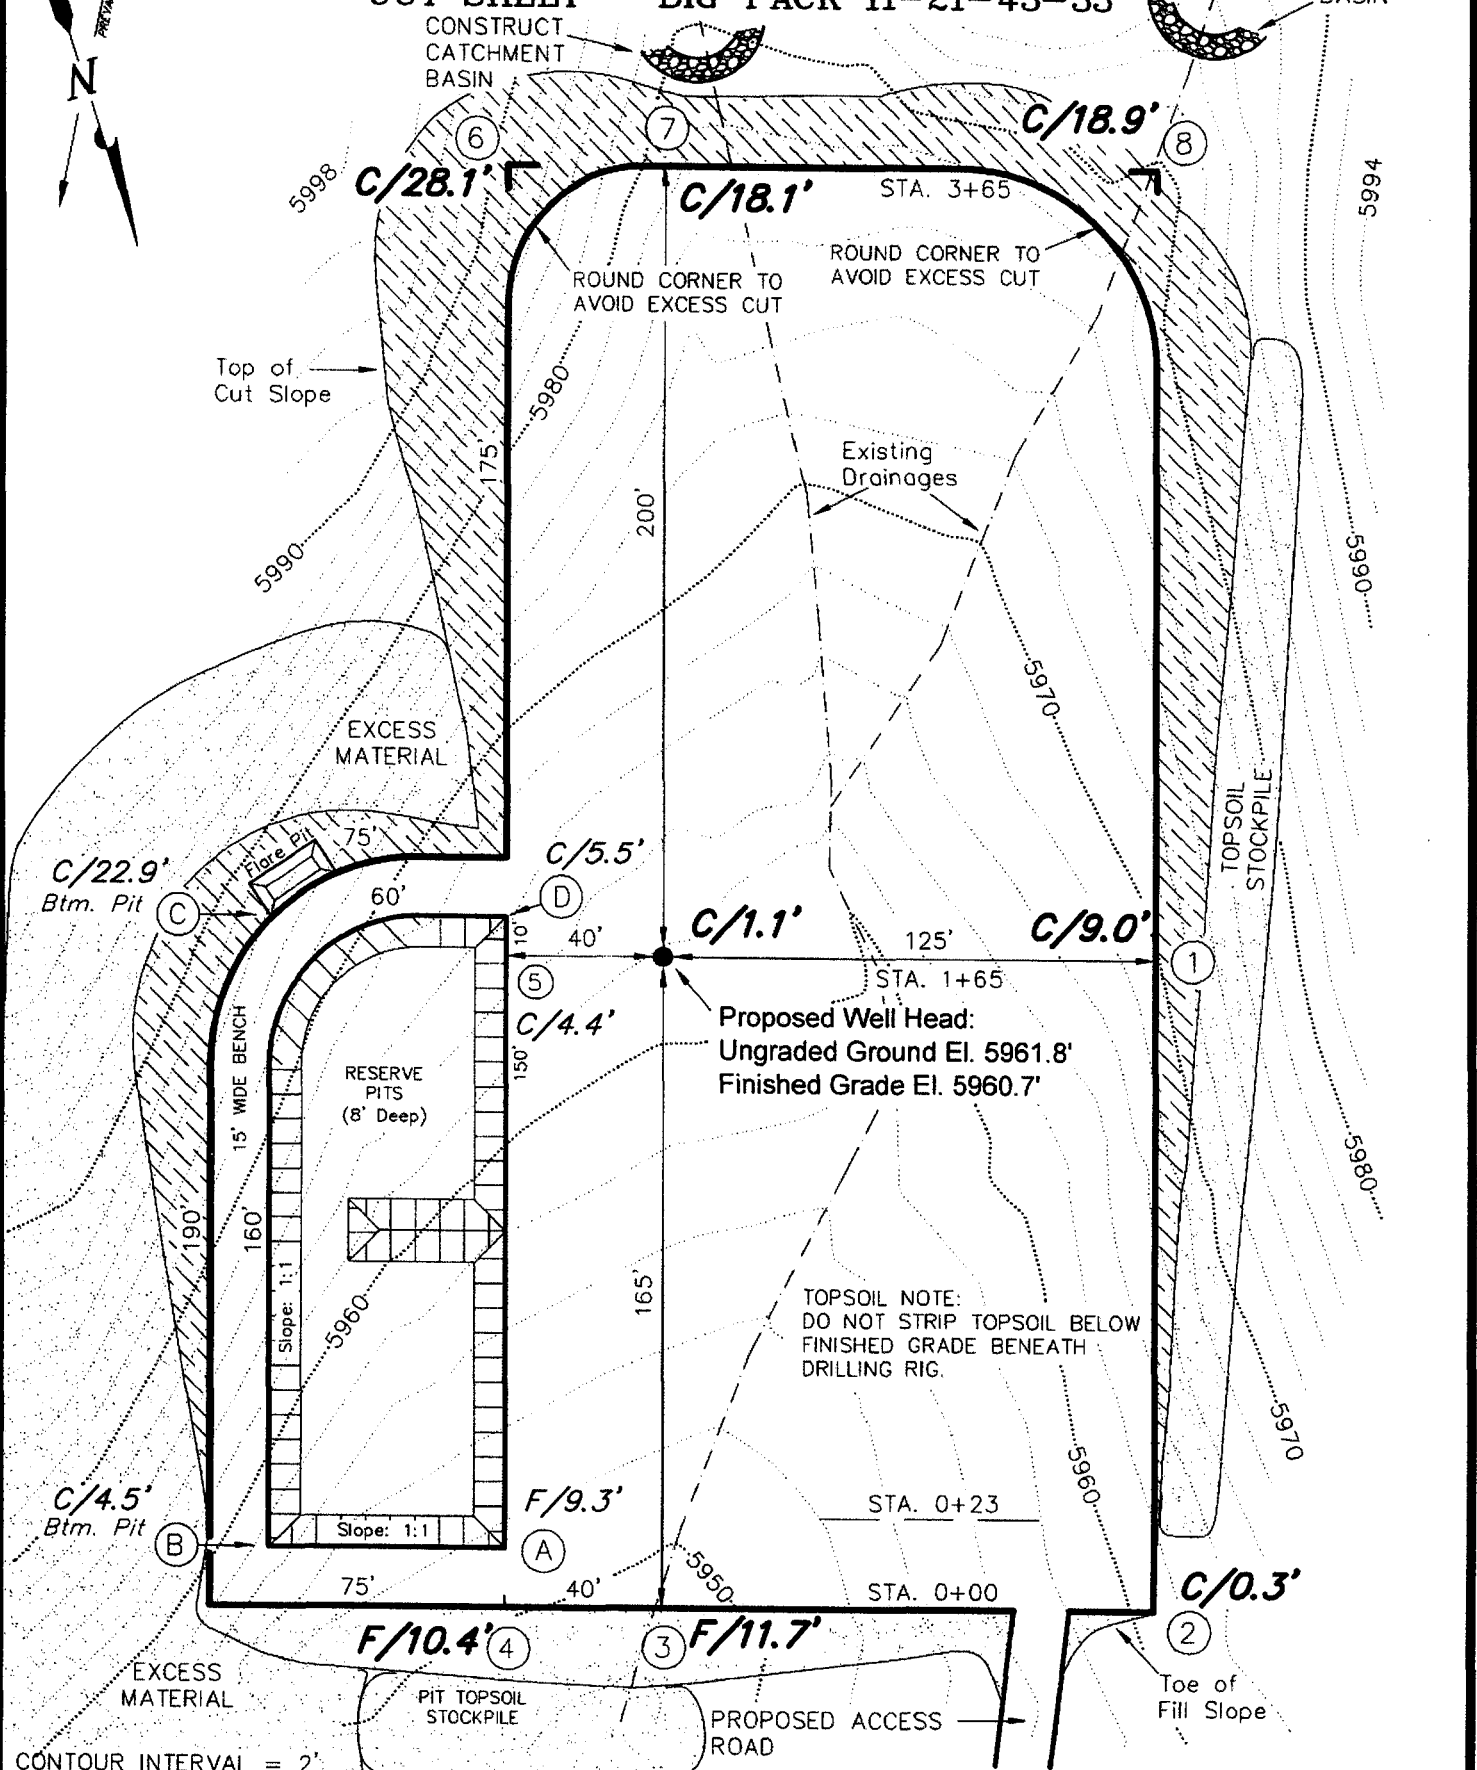 CUT SHEET - BIG PACK 11-21-43-33
CONSTRUCT
CATCHMENT
BASIN
BASIN
N
6
7
C/18.9'
8
5998
C/28.1'
C/18.1'
STA. 3+65
5994
ROUND CORNER TO
AVOID EXCESS CUT
ROUND CORNER TO
AVOID EXCESS CUT
Top of
Cut Slope
5980
175'
Existing
Drainages
200'
5990
5990
5970
EXCESS
MATERIAL
TOPSOIL
STOCKPILE
75'
Flare Pit
C/22.9'
Btm. Pit
C
60'
C/5.5'
D
10'
40'
C/1.1'
125'
C/9.0'
STA. 1+65
1
5
C/4.4'
150'
Proposed Well Head:
Ungraded Ground El. 5961.8'
Finished Grade El. 5960.7'
15' WIDE BENCH
RESERVE
PITS
(8' Deep)
5980
190'
160'
Slope: 1:1
5960
165'
TOPSOIL NOTE:
DO NOT STRIP TOPSOIL BELOW
FINISHED GRADE BENEATH
DRILLING RIG.
5970
5960
C/4.5'
Btm. Pit
B
F/9.3'
A
Slope: 1:1
STA. 0+23
75'
40'
5950
STA. 0+00
C/0.3'
2
F/10.4'
4
3
F/11.7'
EXCESS
MATERIAL
PIT TOPSOIL
STOCKPILE
PROPOSED ACCESS
ROAD
Toe of
Fill Slope
CONTOUR INTERVAL = 2'